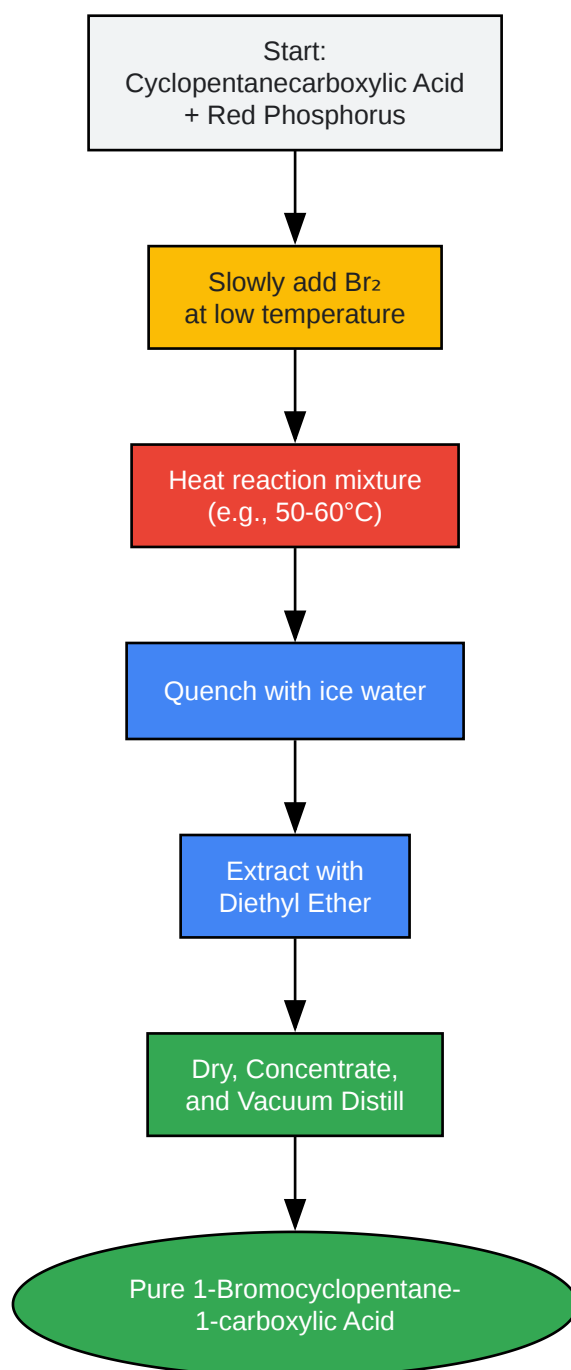 Start:
Cyclopentanecarboxylic Acid
+ Red Phosphorus
Slowly add Br₂
at low temperature
Heat reaction mixture
(e.g., 50-60°C)
Quench with ice water
Extract with
Diethyl Ether
Dry, Concentrate,
and Vacuum Distill
Pure 1-Bromocyclopentane-
1-carboxylic Acid